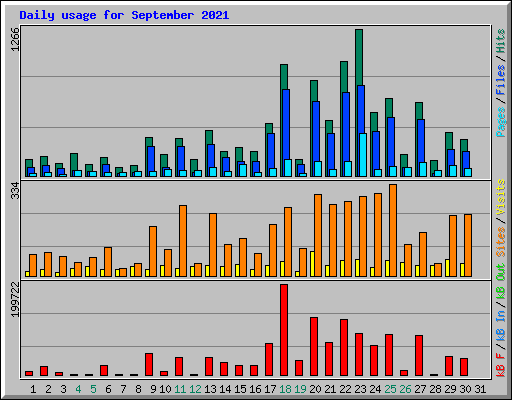 Daily usage for September 2021
1266
334
199722
Pages / Files / Hits
Sites / Visits
kB F / kB In / kB Out
1 2 3 4 5 6 7 8 9 10 11 12 13 14 15 16 17 18 19 20 21 22 23 24 25 26 27 28 29 30 31